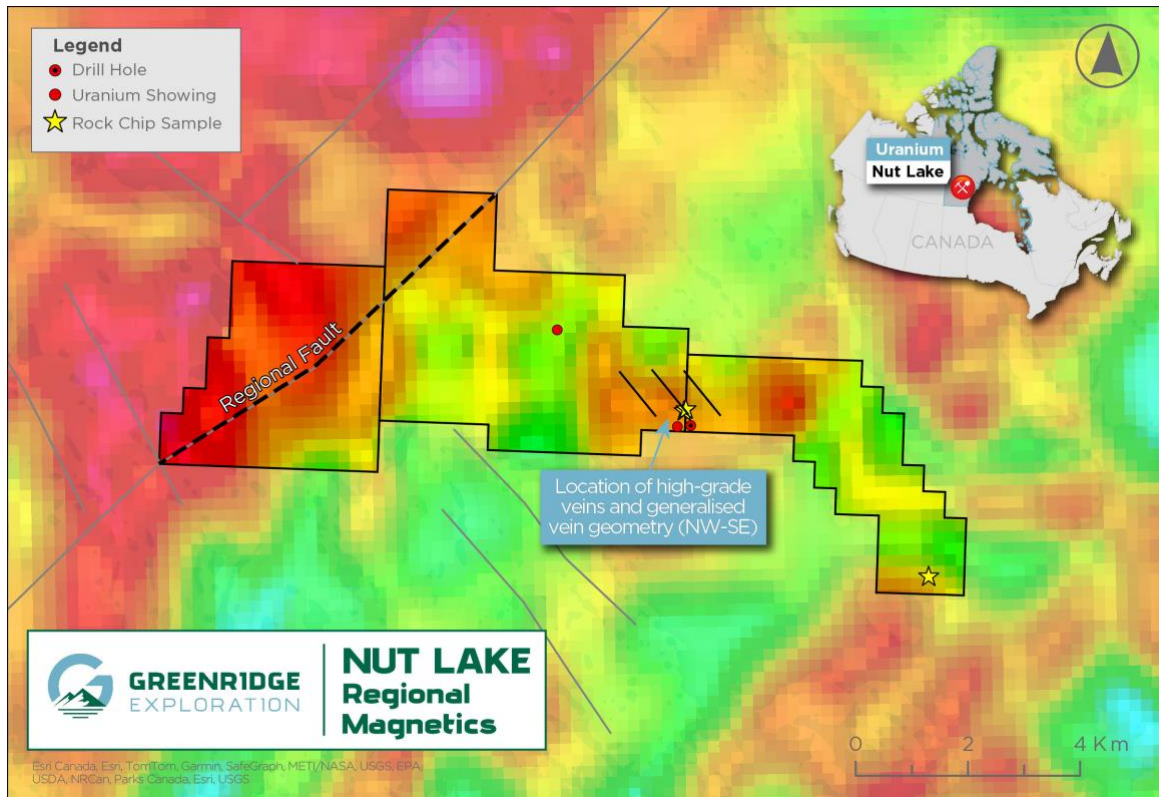 Legend
Drill Hole
Uranium Showing
Rock Chip Sample
Uranium
Nut Lake
CANADA
Regional Fault
Location of high-grade
veins and generalised
vein geometry (NW-SE)
GREENRIDGE
EXPLORATION
NUT LAKE
Regional
Magnetics
0 2 4 Km
Esri Canada, Esri, TomTom, Garmin, SafeGraph, METI/NASA, USGS, EPA,
USDA, NRCan, Parks Canada, Esri, USGS